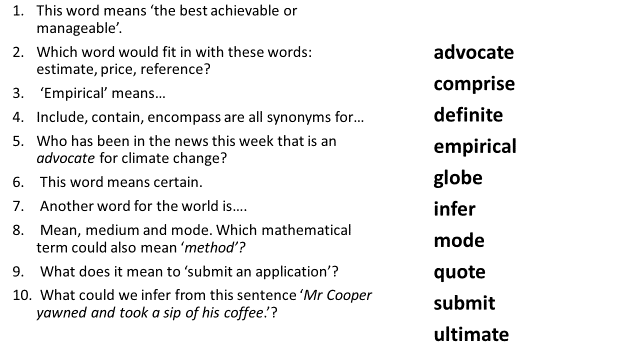 1. This word means ‘the best achievable or
manageable’.
2. Which word would fit in with these words:
estimate, price, reference?
3. ‘Empirical’ means…
4. Include, contain, encompass are all synonyms for…
5. Who has been in the news this week that is an
advocate for climate change?
6. This word means certain.
7. Another word for the world is….
8. Mean, medium and mode. Which mathematical
term could also mean ‘method’?
9. What does it mean to ‘submit an application’?
10. What could we infer from this sentence ‘Mr Cooper
yawned and took a sip of his coffee.’?
advocate
comprise
definite
empirical
globe
infer
mode
quote
submit
ultimate